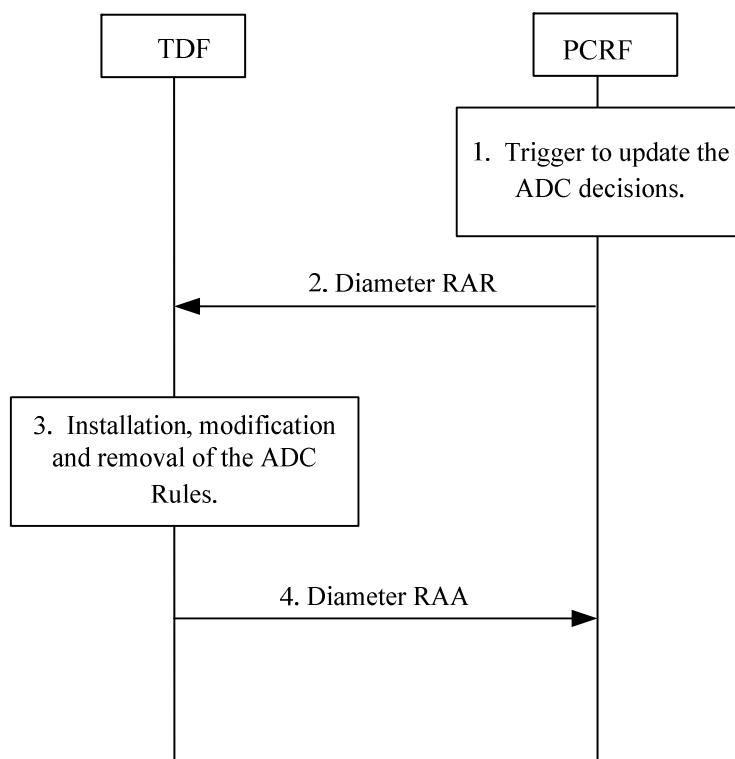 TDF
PCRF
1. Trigger to update the
ADC decisions.
2. Diameter RAR
3. Installation, modification
and removal of the ADC
Rules.
4. Diameter RAA